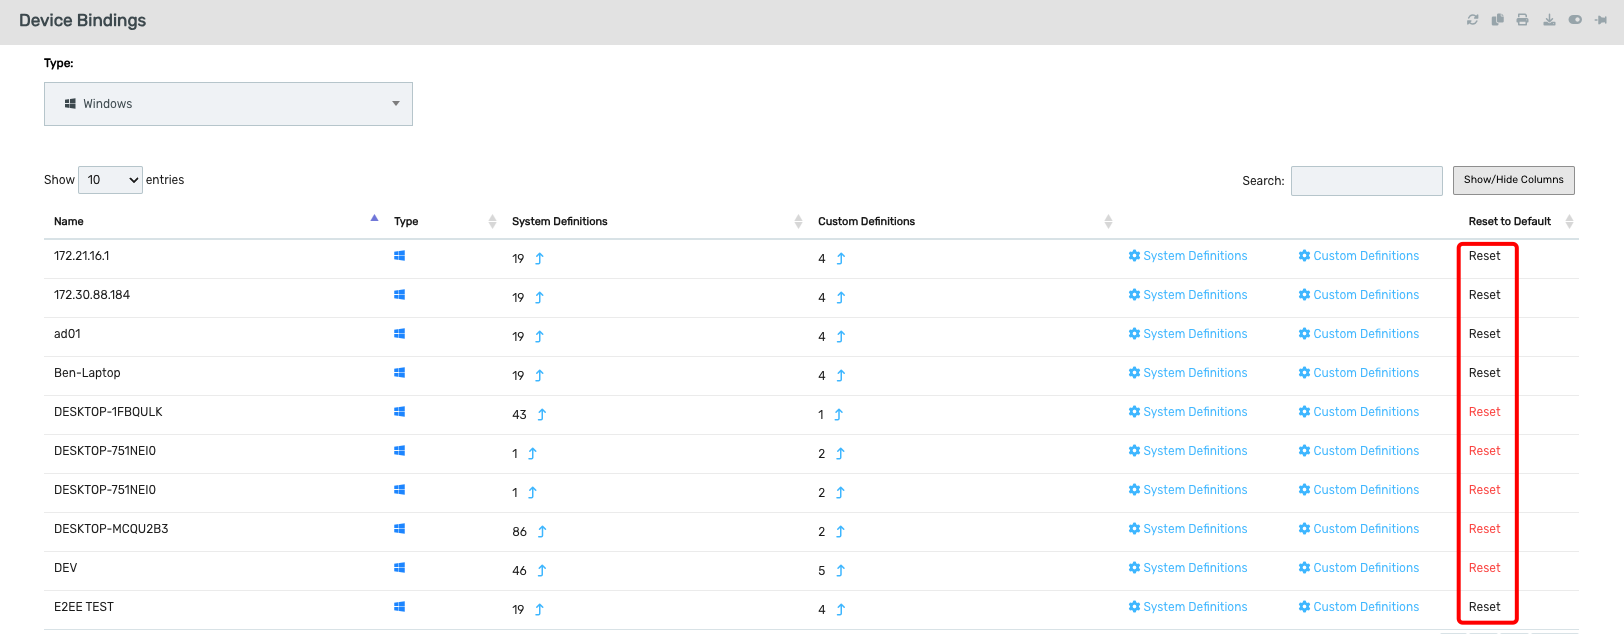 Device Bindings
Type:
Windows
Show 10 entries
Search:
Show/Hide Columns
Name Type System Definitions Custom Definitions Reset to Default
172.21.16.1 19 4 System Definitions Custom Definitions Reset
172.30.88.184 19 4 System Definitions Custom Definitions Reset
ad01 19 4 System Definitions Custom Definitions Reset
Ben-Laptop 19 4 System Definitions Custom Definitions Reset
DESKTOP-1FBQULK 43 1 System Definitions Custom Definitions Reset
DESKTOP-751NEI0 1 2 System Definitions Custom Definitions Reset
DESKTOP-751NEI0 1 2 System Definitions Custom Definitions Reset
DESKTOP-MCQU2B3 86 2 System Definitions Custom Definitions Reset
DEV 46 5 System Definitions Custom Definitions Reset
E2EE TEST 19 4 System Definitions Custom Definitions Reset